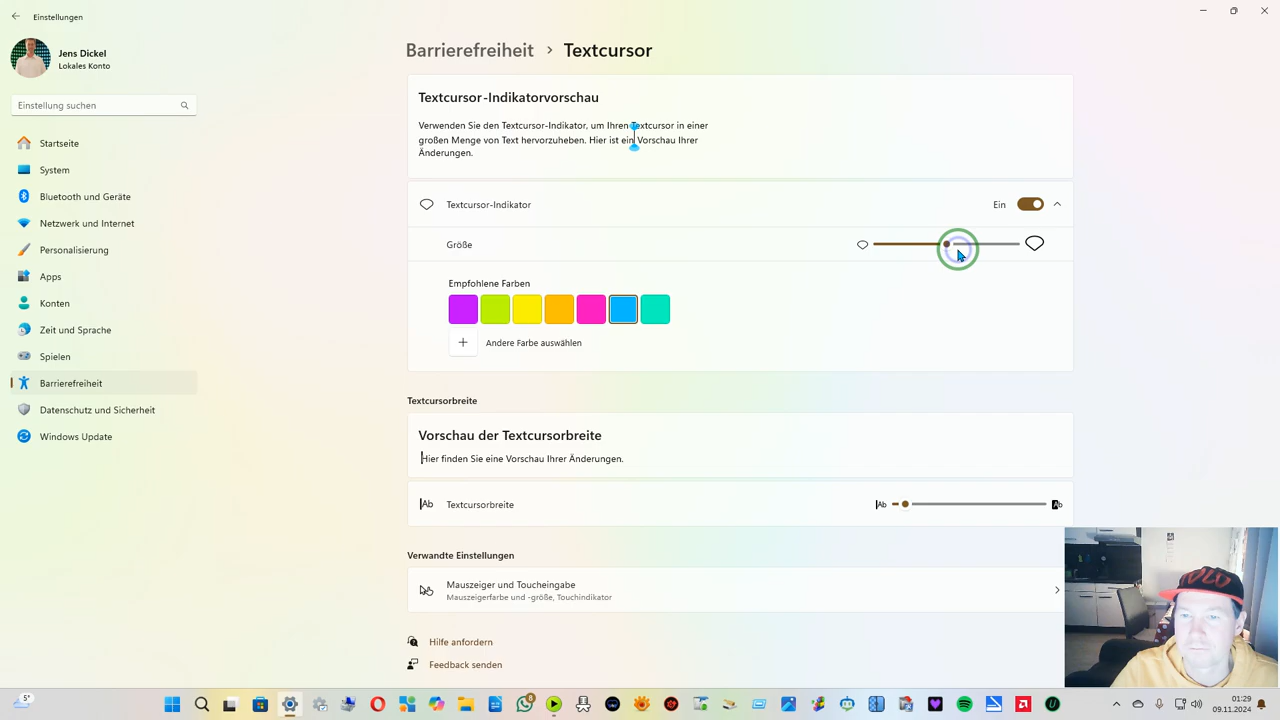 Einstellungen
Jens Dickel
Lokales Konto
Einstellung suchen
Startseite
System
Bluetooth und Geräte
Netzwerk und Internet
Personalisierung
Apps
Konten
Zeit und Sprache
Spielen
Barrierefreiheit
Datenschutz und Sicherheit
Windows Update
Barrierefreiheit › Textcursor
Textcursor-Indikatorvorschau
Verwenden Sie den Textcursor-Indikator, um Ihren Textcursor in einer
großen Menge von Text hervorzuheben. Hier ist ein Vorschau Ihrer
Änderungen.
Textcursor-Indikator
Ein
Größe
Empfohlene Farben
Andere Farbe auswählen
Textcursorbreite
Vorschau der Textcursorbreite
Hier finden Sie eine Vorschau Ihrer Änderungen.
Ab Textcursorbreite Ab Ab
Verwandte Einstellungen
Mauszeiger und Toucheingabe
Mauszeigerfarbe und -größe, Touchindikator
Hilfe anfordern
Feedback senden
5°
8
01:29
09.11.2024